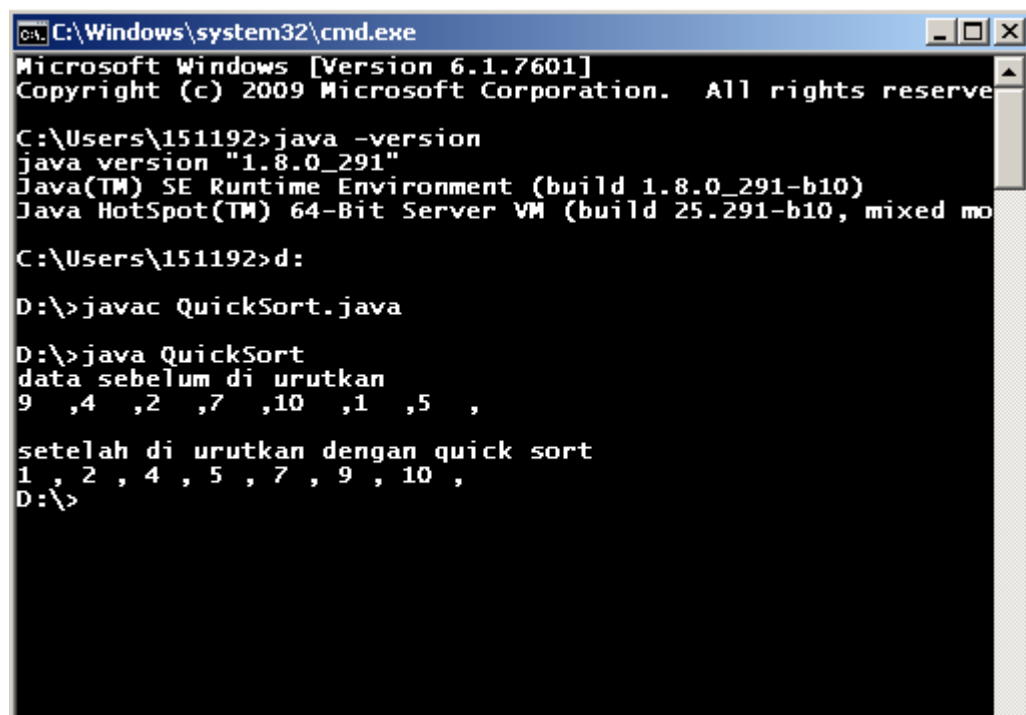 C:\Windows\system32\cmd.exe
Microsoft Windows [Version 6.1.7601]
Copyright (c) 2009 Microsoft Corporation.  All rights reserve
C:\Users\151192>java -version
java version "1.8.0_291"
Java(TM) SE Runtime Environment (build 1.8.0_291-b10)
Java HotSpot(TM) 64-Bit Server VM (build 25.291-b10, mixed mo
C:\Users\151192>d:
D:\>javac QuickSort.java
D:\>java QuickSort
data sebelum di urutkan
9  ,4  ,2  ,7  ,10  ,1  ,5  ,
setelah di urutkan dengan quick sort
1 , 2 , 4 , 5 , 7 , 9 , 10 ,
D:\>